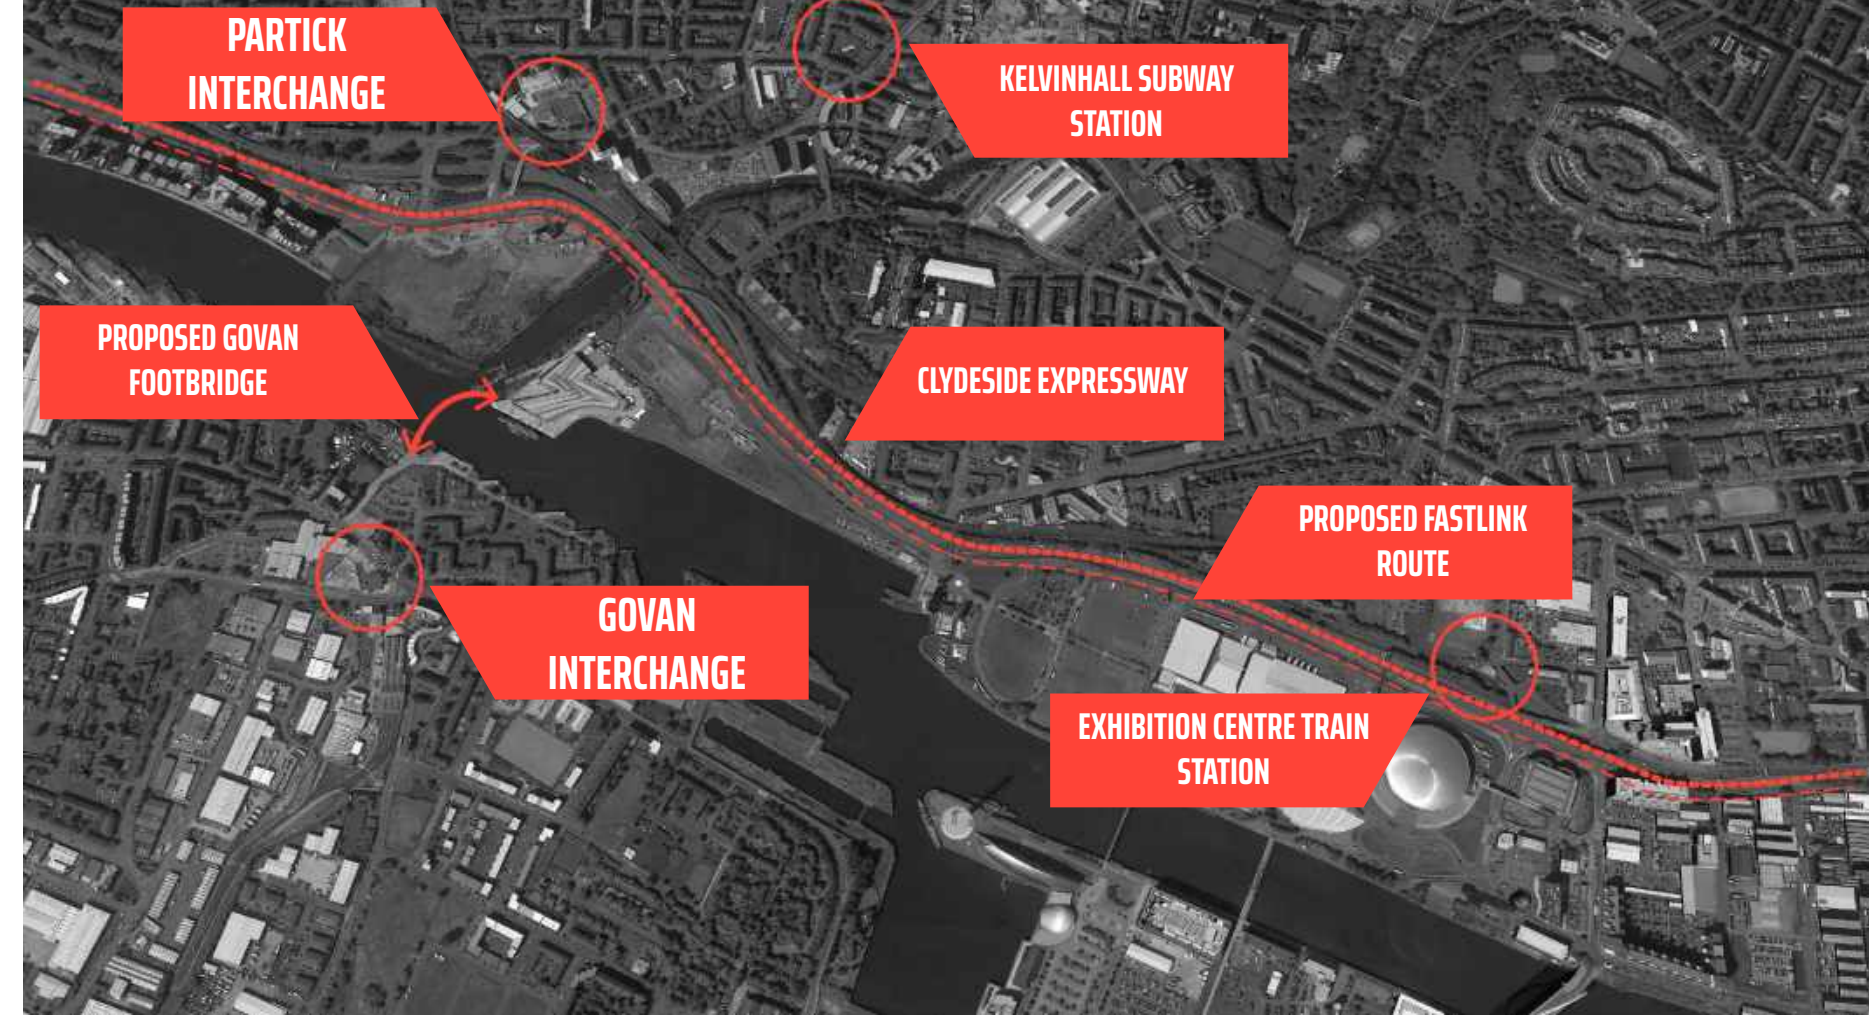 PARTICK
INTERCHANGE
KELVINHALL SUBWAY
STATION
PROPOSED GOVAN
FOOTBRIDGE
CLYDESIDE EXPRESSWAY
PROPOSED FASTLINK
ROUTE
GOVAN
INTERCHANGE
EXHIBITION CENTRE TRAIN
STATION